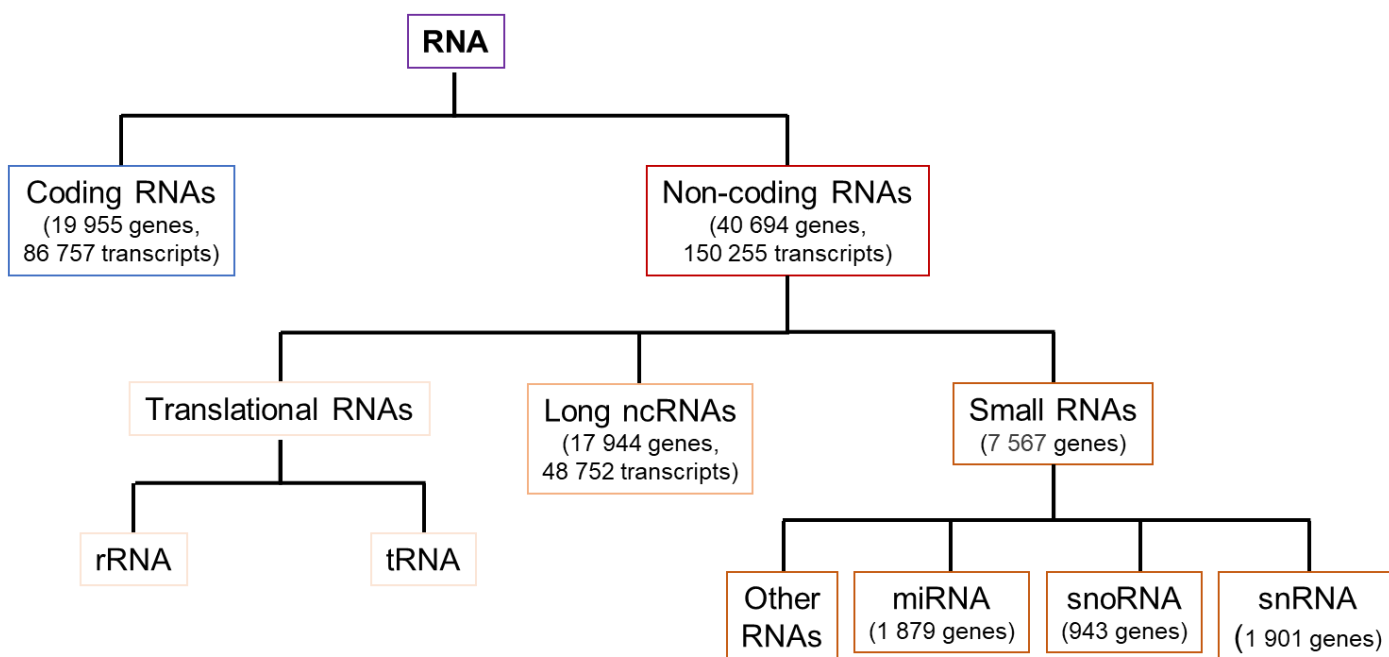 RNA
Coding RNAs
(19 955 genes,
86 757 transcripts)
Non-coding RNAs
(40 694 genes,
150 255 transcripts)
Translational RNAs
Long ncRNAs
(17 944 genes,
48 752 transcripts)
Small RNAs
(7 567 genes)
rRNA
tRNA
Other
RNAs
miRNA
(1 879 genes)
snoRNA
(943 genes)
snRNA
(1 901 genes)